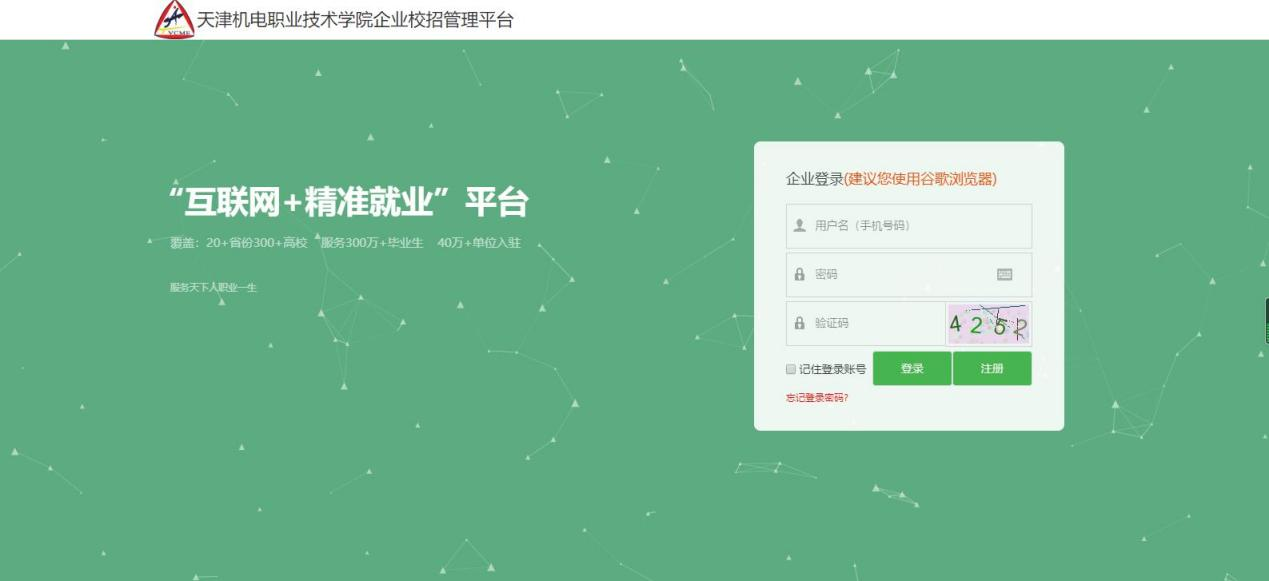 VCME
天津机电职业技术学院企业校招管理平台
“互联网+精准就业”平台
覆盖：20+省份300+高校 服务300万+毕业生 40万+单位入驻
服务天下人职业一生
企业登录(建议您使用谷歌浏览器)
用户名（手机号码）
密码
验证码
4 2 5 2
记住登录账号
登录
注册
忘记登录密码?